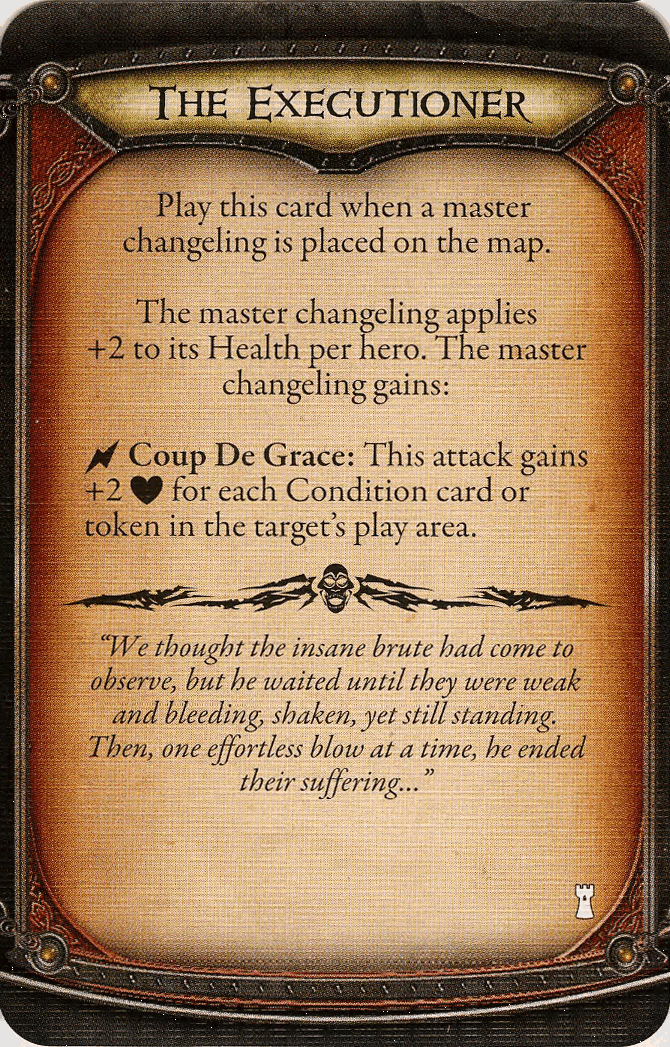 The Executioner
Play this card when a master
changeling is placed on the map.
The master changeling applies
+2 to its Health per hero. The master
changeling gains:
Coup De Grace: This attack gains
+2 ♥ for each Condition card or
token in the target's play area.
“We thought the insane brute had come to
observe, but he waited until they were weak
and bleeding, shaken, yet still standing.
Then, one effortless blow at a time, he ended
their suffering...”